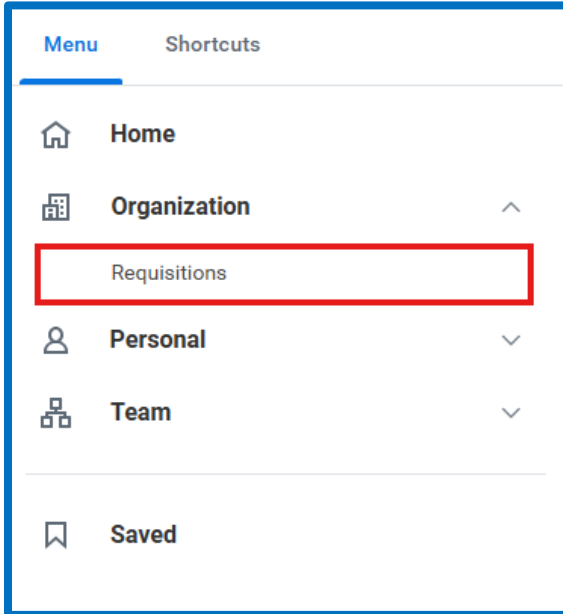 Menu Shortcuts
Home
Organization
Requisitions
Personal
Team
Saved